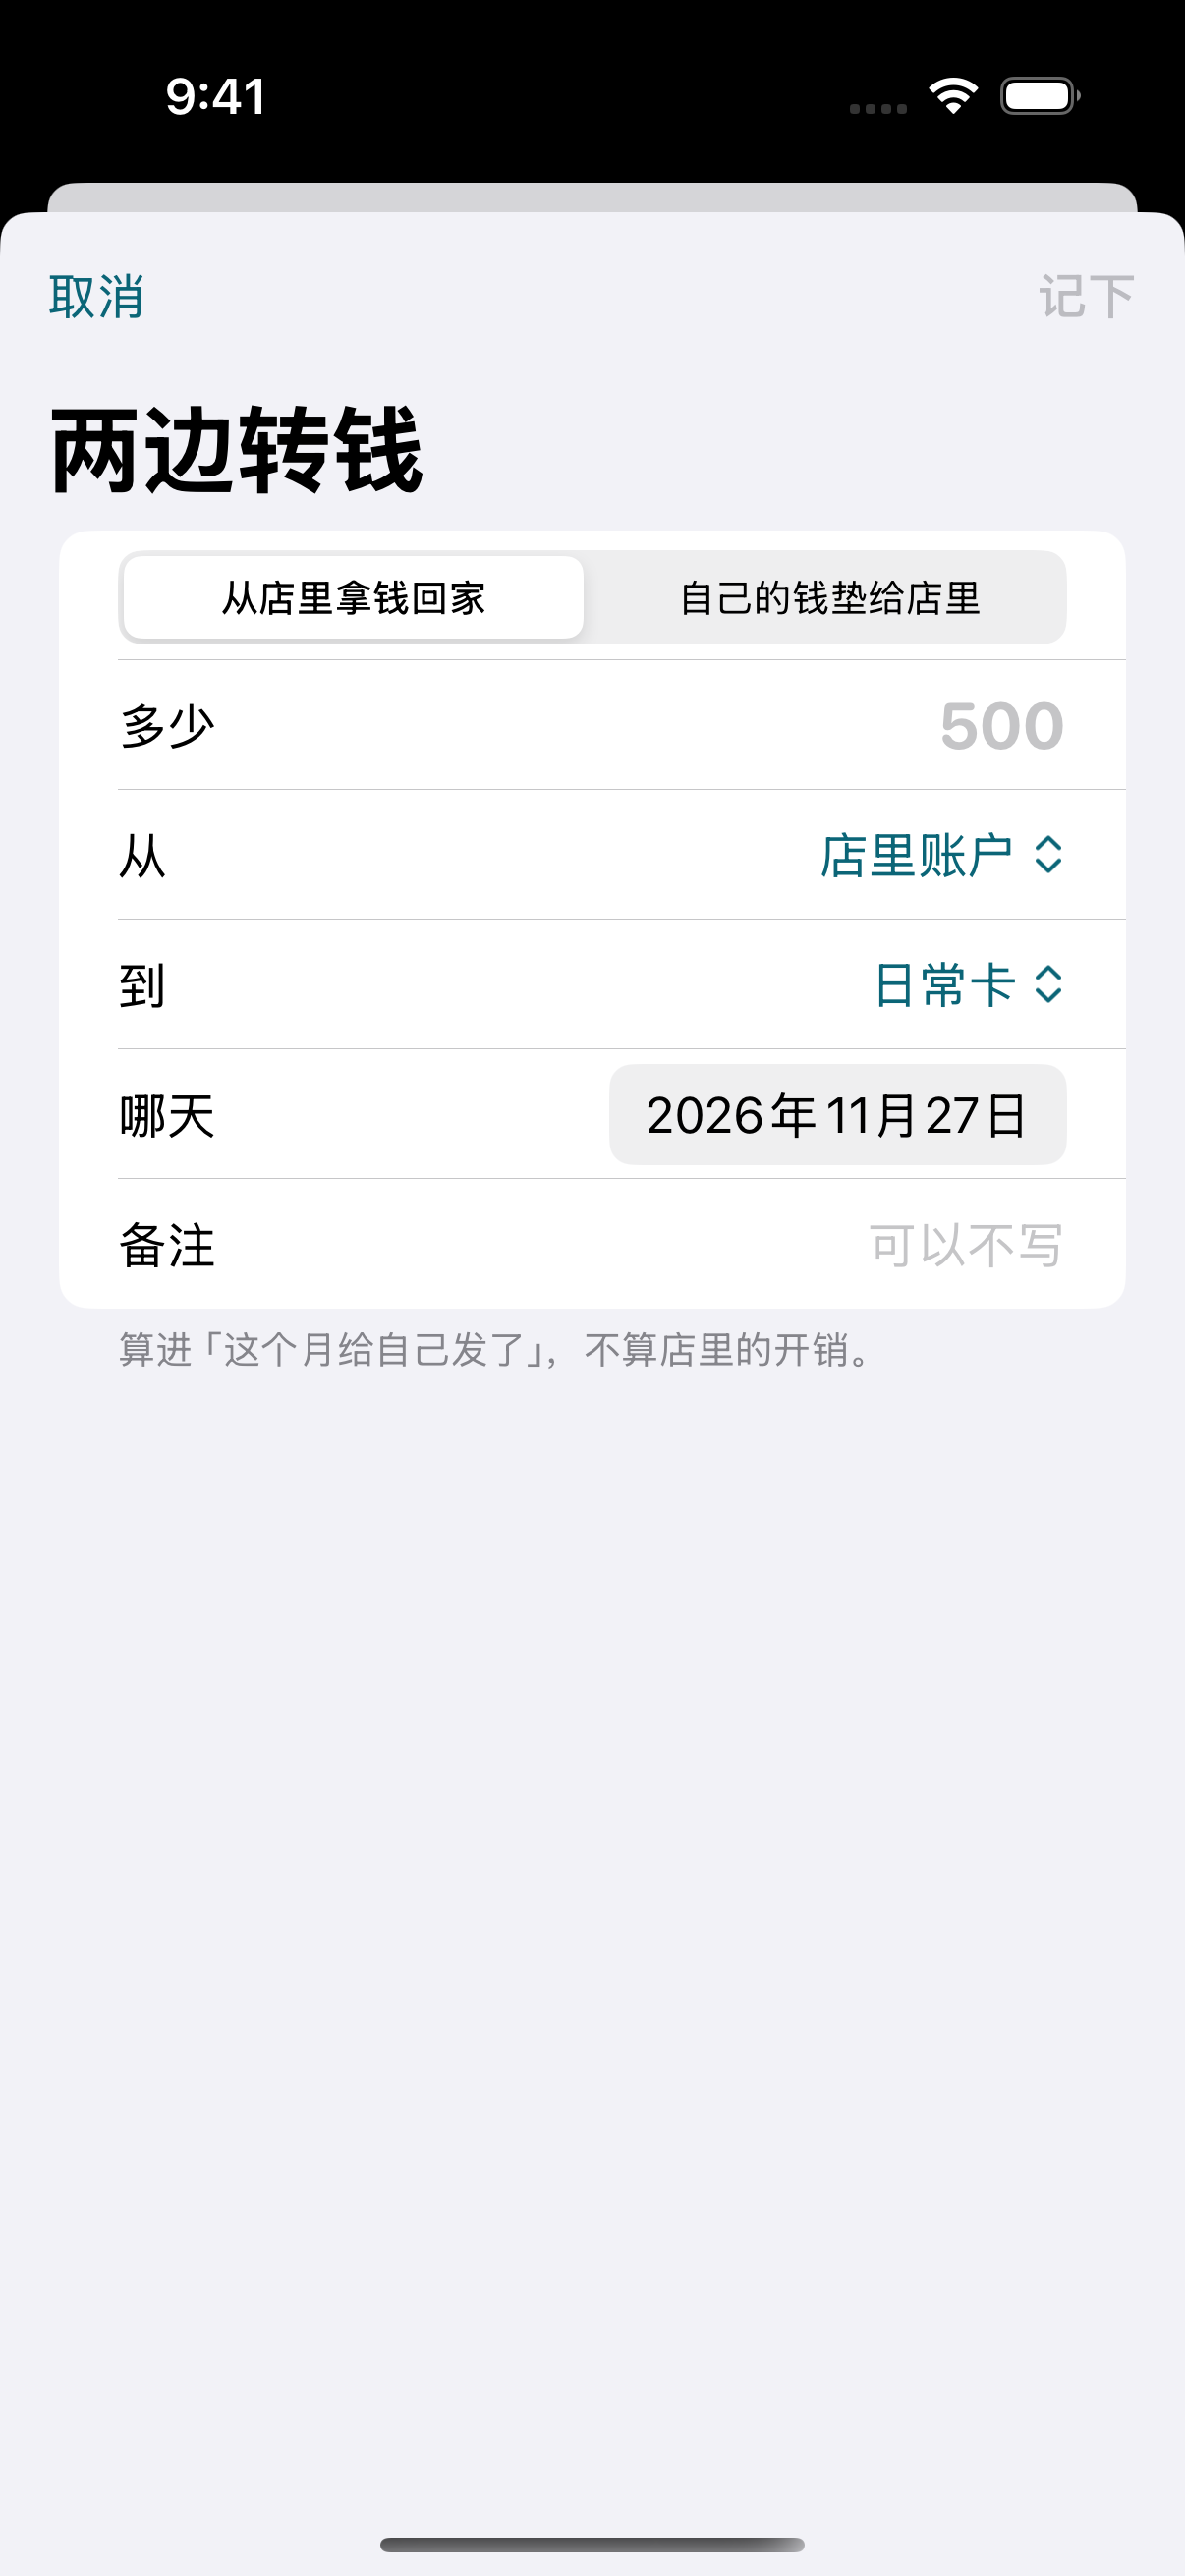 9:41
取消
记下
两边转钱
从店里拿钱回家
自己的钱垫给店里
多少
500
从
店里账户
到
日常卡
哪天
2026年11月27日
备注
可以不写
算进「这个月给自己发了」，不算店里的开销。